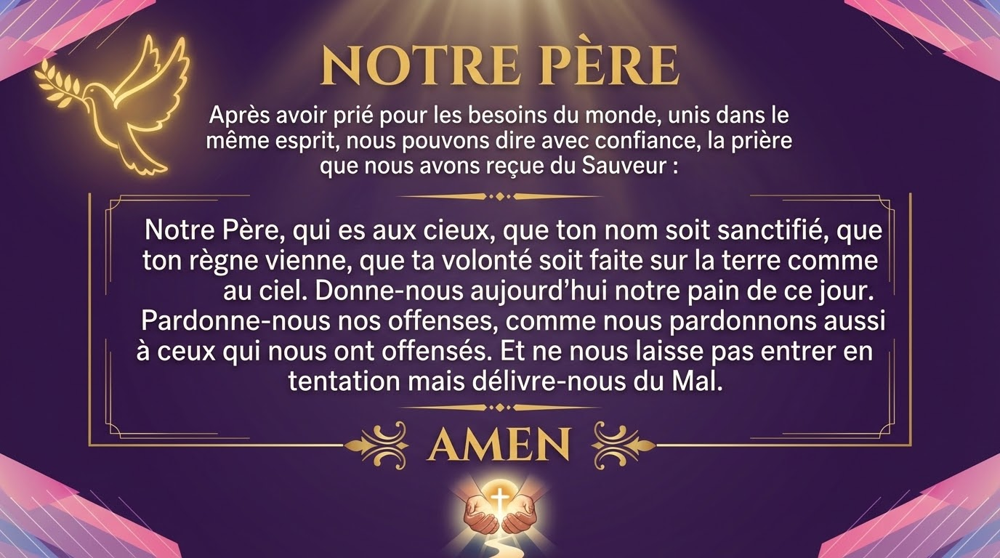 NOTRE PÈRE
Après avoir prié pour les besoins du monde, unis dans le
même esprit, nous pouvons dire avec confiance, la prière
que nous avons reçue du Sauveur :
Notre Père, qui es aux cieux, que ton nom soit sanctifié, que
ton règne vienne, que ta volonté soit faite sur la terre comme
au ciel. Donne-nous aujourd’hui notre pain de ce jour.
Pardonne-nous nos offenses, comme nous pardonnons aussi
à ceux qui nous ont offensés. Et ne nous laisse pas entrer en
tentation mais délivre-nous du Mal.
AMEN